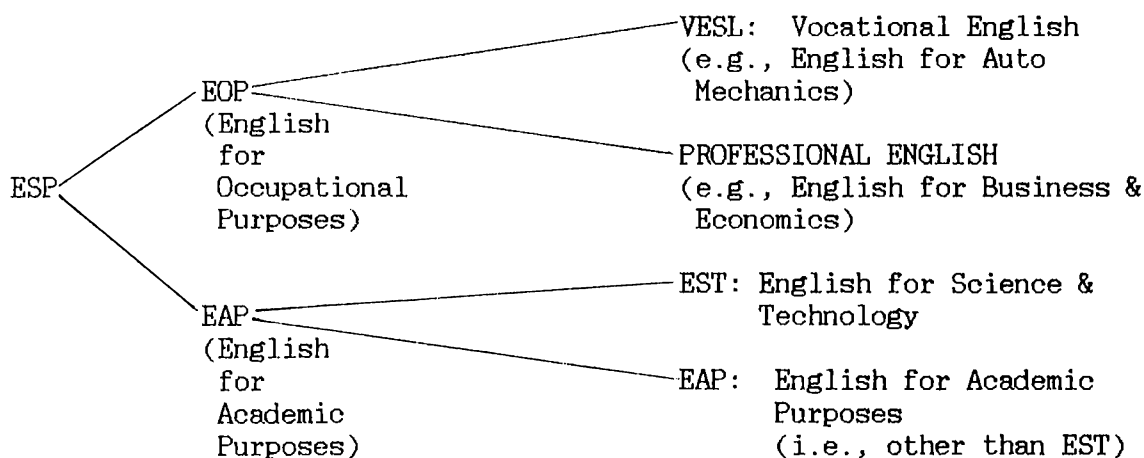 VESL: Vocational English
(e.g., English for Auto
Mechanics)
EOP
(English
for
Occupational
Purposes)
PROFESSIONAL ENGLISH
(e.g., English for Business &
Economics)
ESP
EST: English for Science &
Technology
EAP
(English
for
Academic
Purposes)
EAP: English for Academic
Purposes
(i.e., other than EST)